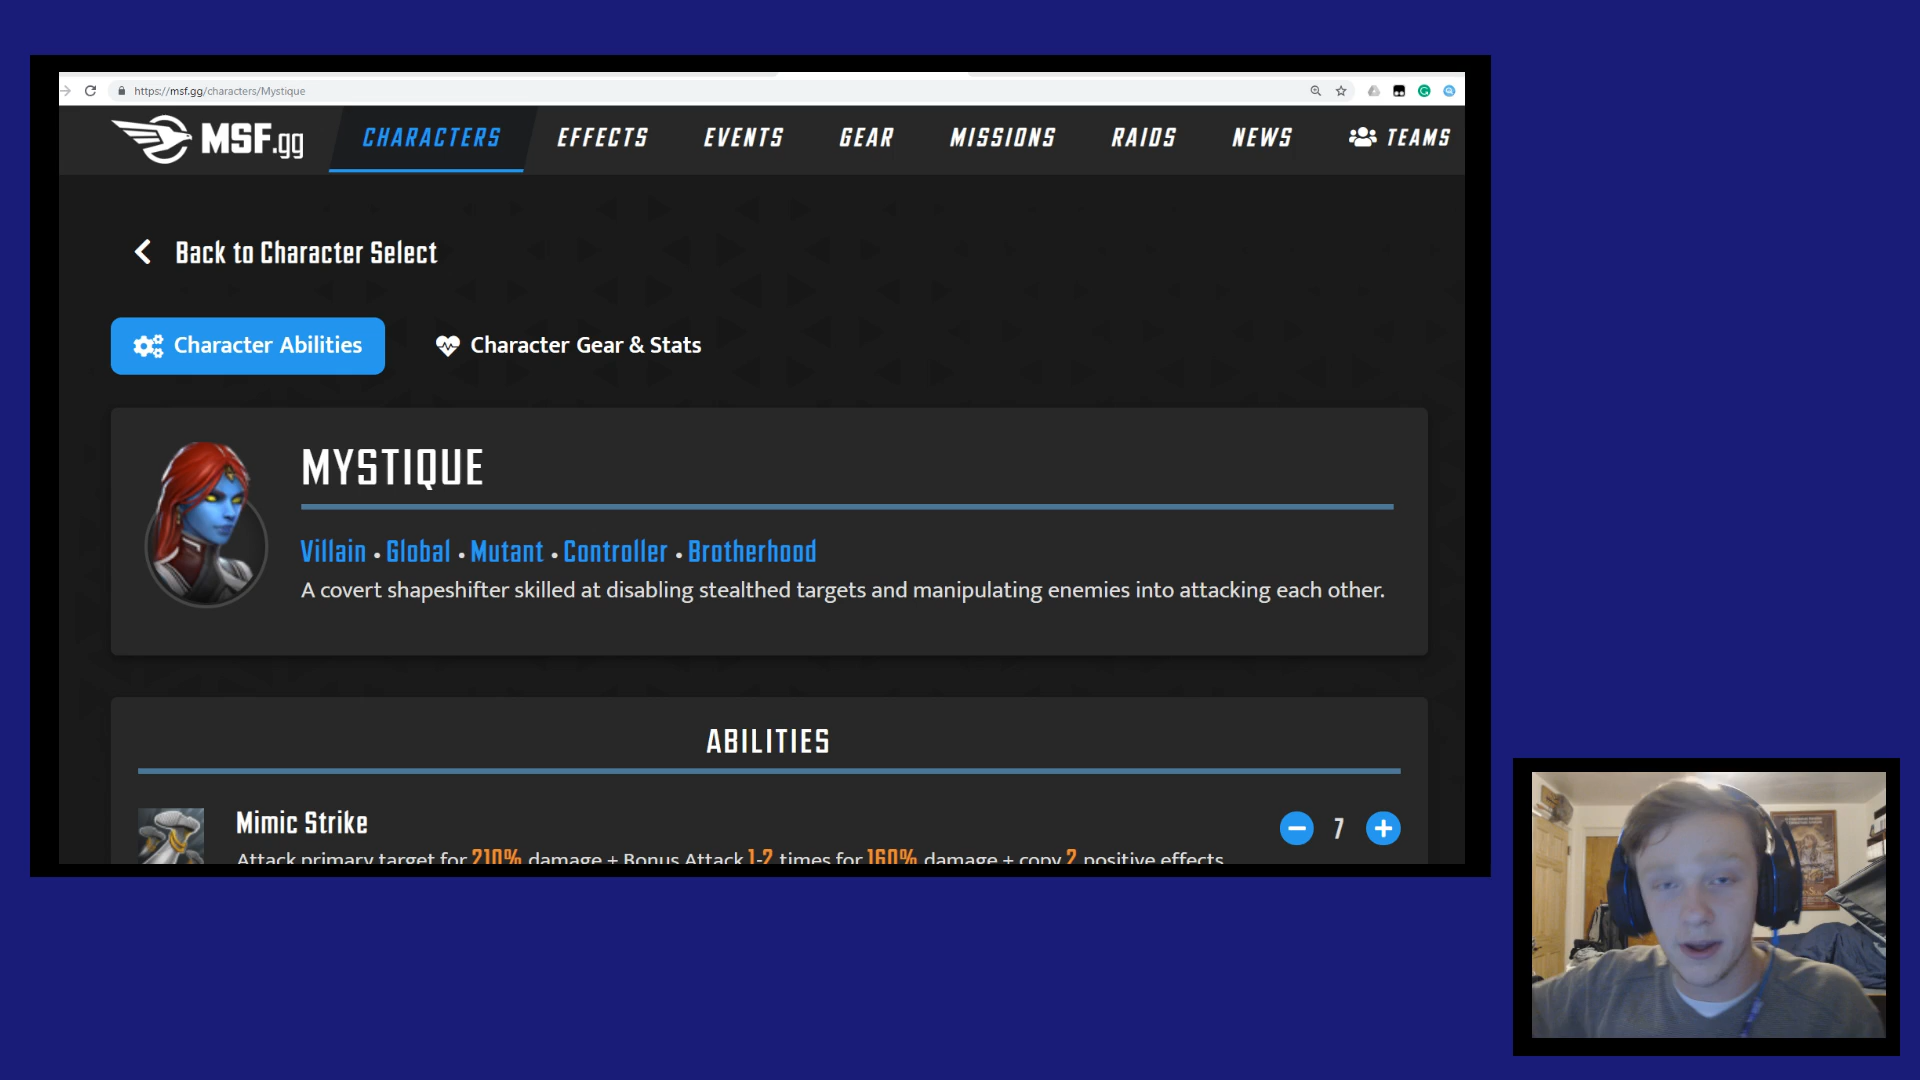 https://msf.gg/characters/Mystique
MSF.gg
CHARACTERS
EFFECTS
EVENTS
GEAR
MISSIONS
RAIDS
NEWS
TEAMS
Back to Character Select
Character Abilities
Character Gear & Stats
MYSTIQUE
Villain • Global • Mutant • Controller • Brotherhood
A covert shapeshifter skilled at disabling stealthed targets and manipulating enemies into attacking each other.
ABILITIES
Mimic Strike
7
Attack primary target for 210% damage + Bonus Attack 1-2 times for 160% damage + copy 2 positive effects